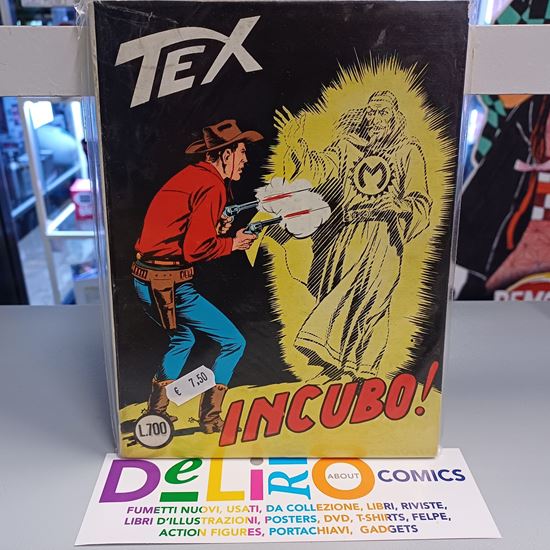 TEX
M
€ 7,50
L.700
INCUBO!
DELIRIO ABOUT COMICS
FUMETTI NUOVI, USATI, DA COLLEZIONE, LIBRI, RIVISTE,
LIBRI D'ILLUSTRAZIONI, POSTERS, DVD, T-SHIRTS, FELPE,
ACTION FIGURES, PORTACHIAVI, GADGETS